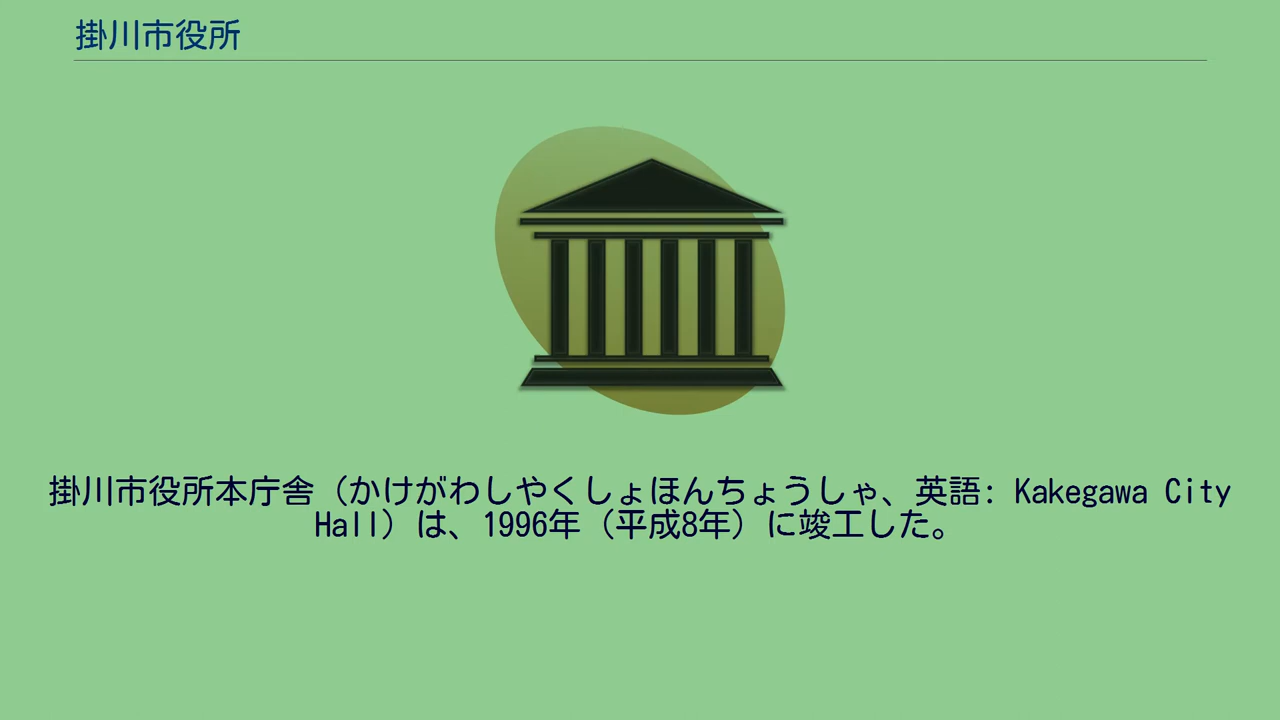 掛川市役所
掛川市役所本庁舎（かけがわしやくしょほんちょうしゃ、英語: Kakegawa City
Hall）は、1996年（平成8年）に竣工した。